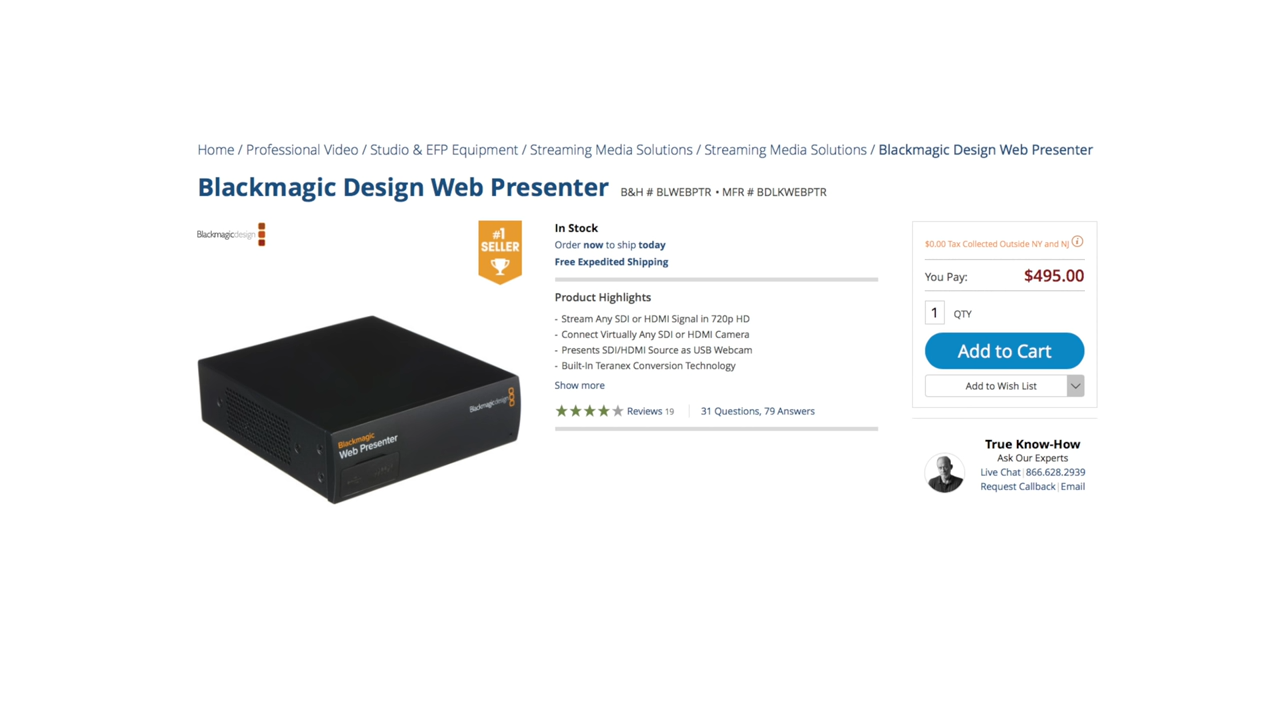 Home / Professional Video / Studio & EFP Equipment / Streaming Media Solutions / Streaming Media Solutions / Blackmagic Design Web Presenter
Blackmagic Design Web Presenter B&H # BLWEBPTR • MFR # BDLKWEBPTR
Blackmagicdesign
#1
SELLER
Blackmagicdesign
Blackmagic
Web Presenter
In Stock
Order now to ship today
Free Expedited Shipping
Product Highlights
- Stream Any SDI or HDMI Signal in 720p HD
- Connect Virtually Any SDI or HDMI Camera
- Presents SDI/HDMI Source as USB Webcam
- Built-In Teranex Conversion Technology
Show more
Reviews 19 | 31 Questions, 79 Answers
$0.00 Tax Collected Outside NY and NJ i
You Pay: $495.00
1 QTY
Add to Cart
Add to Wish List
True Know-How
Ask Our Experts
Live Chat | 866.628.2939
Request Callback | Email